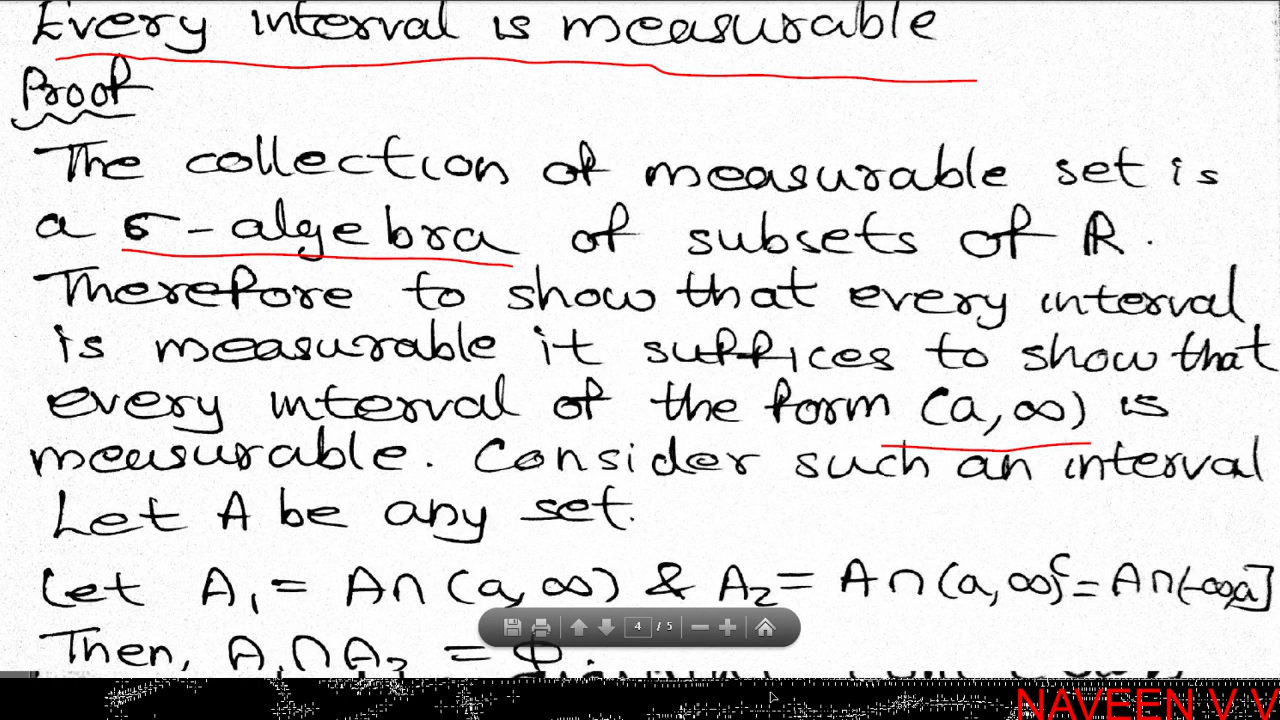 Every interval is measurable
Proof
The collection of measurable set is
a σ-algebra of subsets of ℝ.
Therefore to show that every interval
is measurable it suffices to show that
every interval of the form (a, ∞) is
measurable. Consider such an interval
Let A be any set.
Let A₁ = A∩(a, ∞) & A₂ = A∩(a, ∞)ᶜ = A∩(-∞,a]
4 / 5
Then, A₁∩A₂ = ϕ.
NAVEEN V V